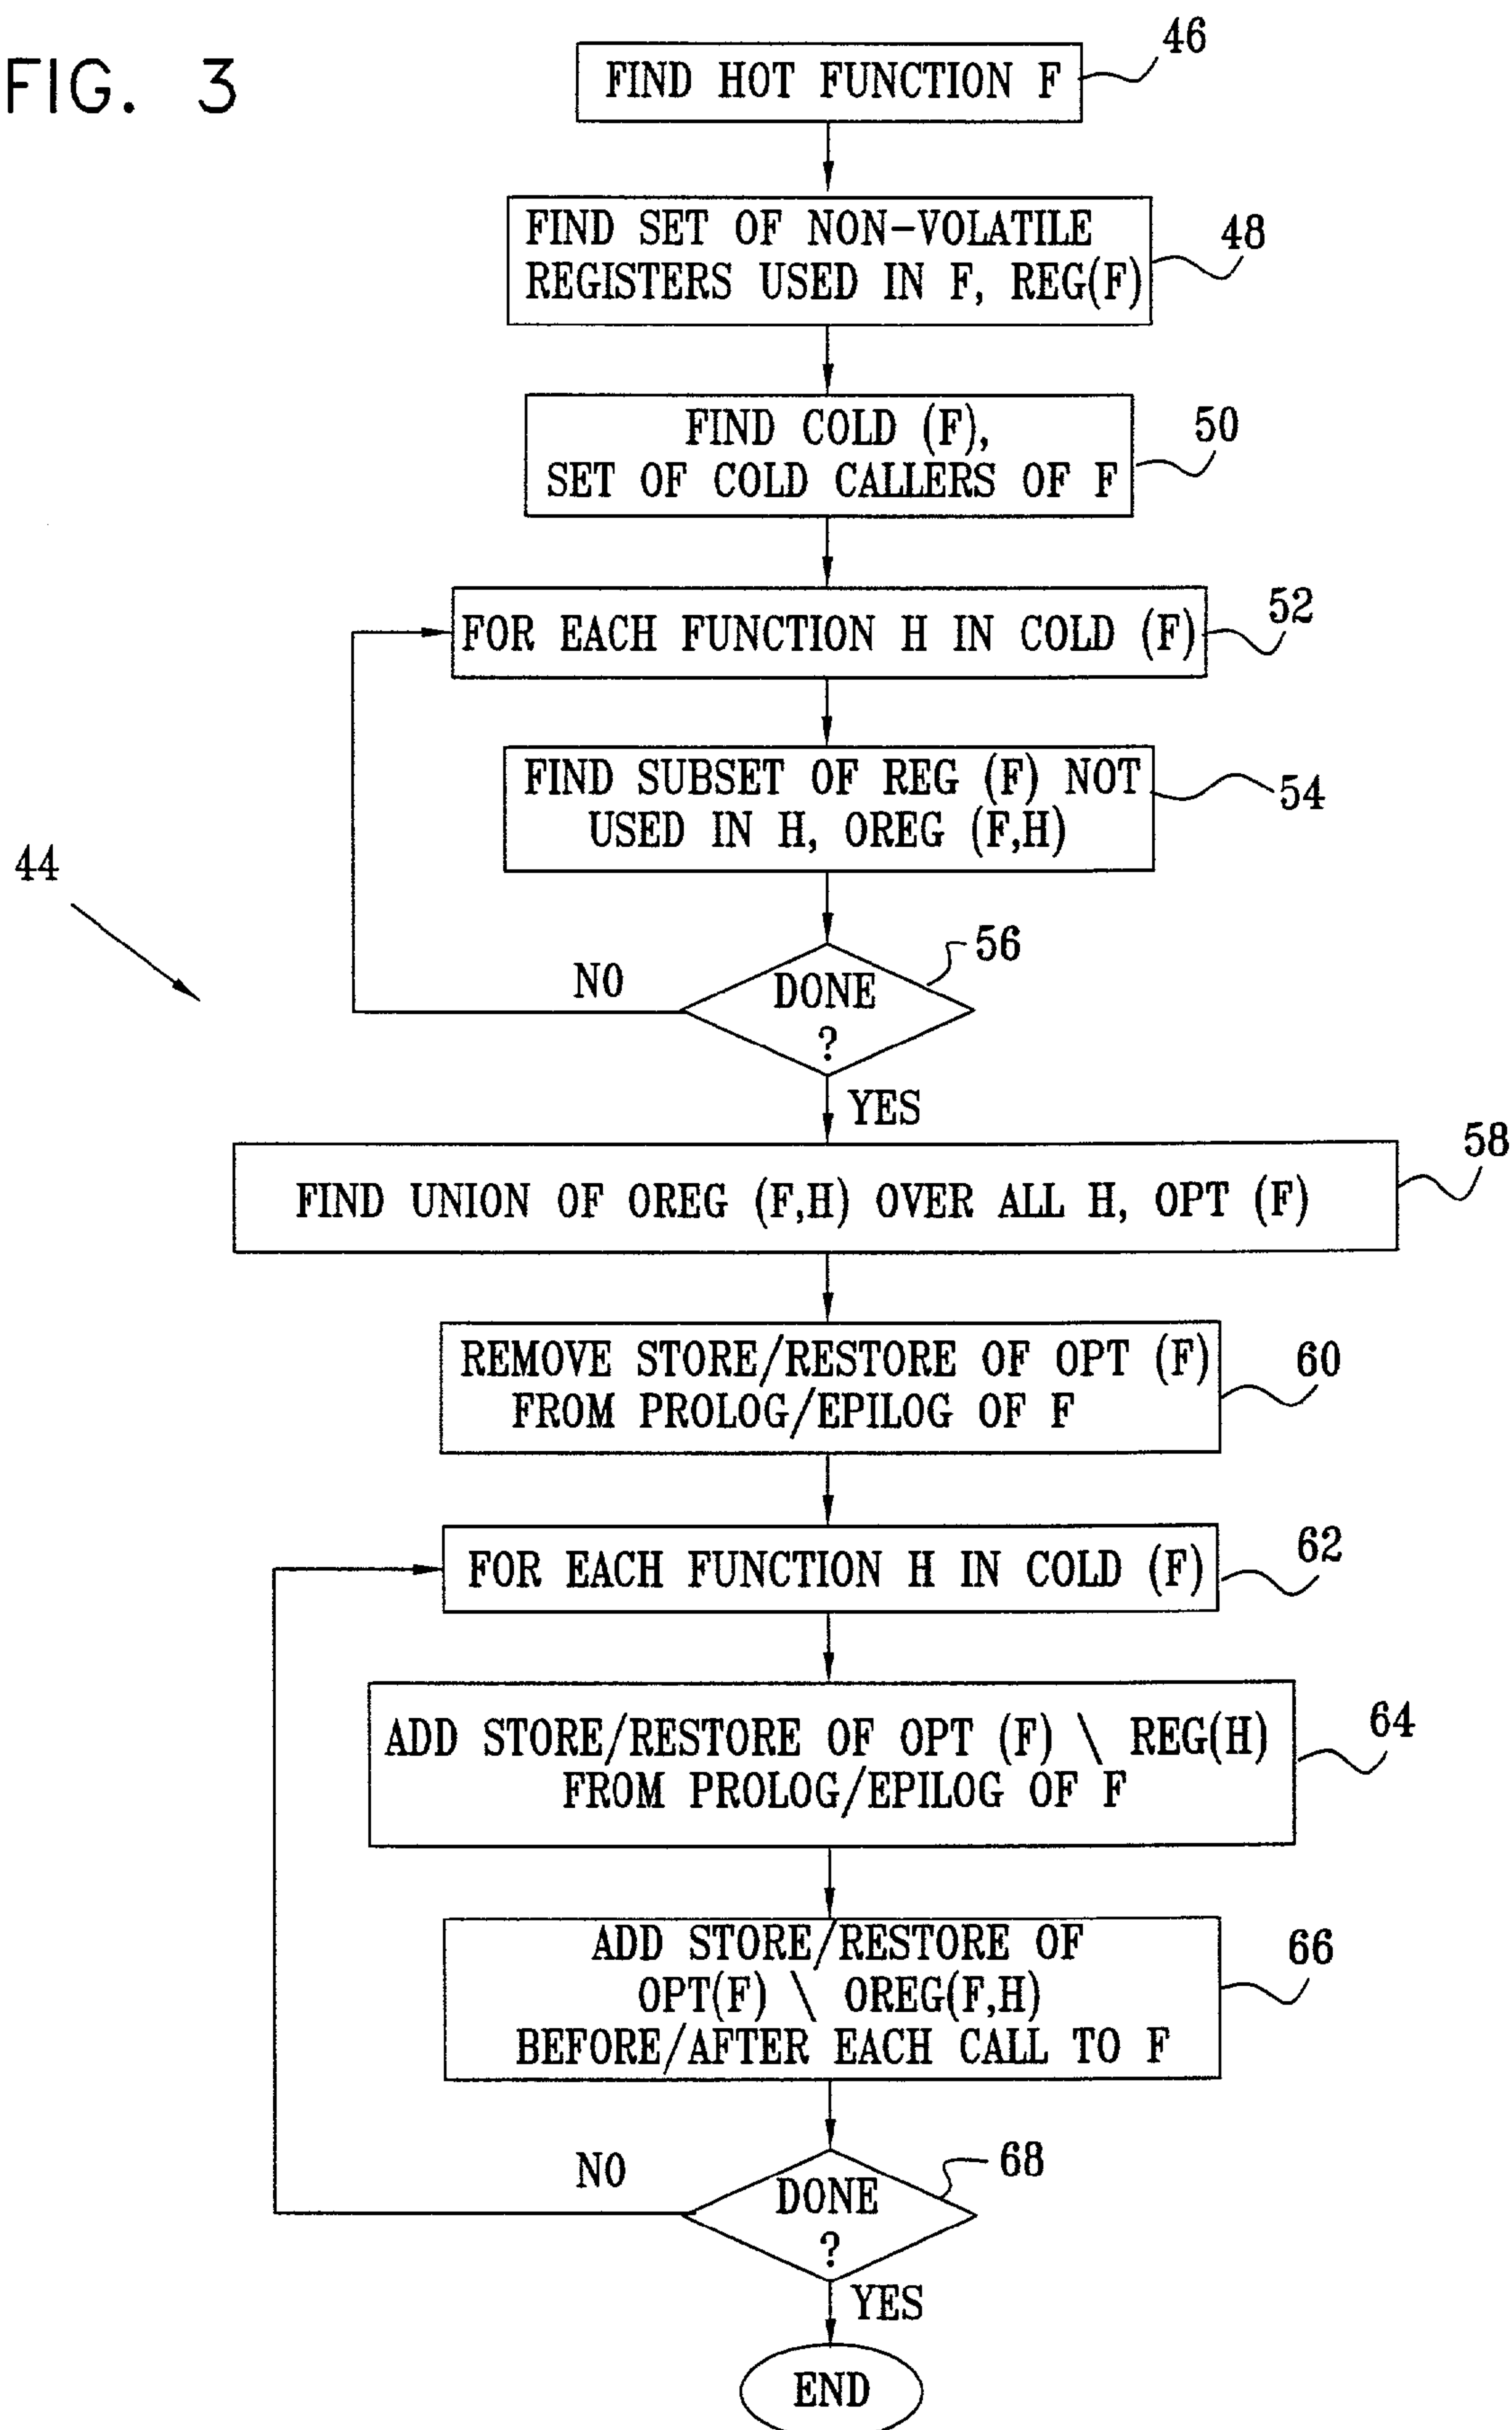 FIG. 3
FIND HOT FUNCTION F
46
FIND SET OF NON-VOLATILE
REGISTERS USED IN F, REG(F)
48
FIND COLD (F),
SET OF COLD CALLERS OF F
50
FOR EACH FUNCTION H IN COLD (F)
52
FIND SUBSET OF REG (F) NOT
USED IN H, OREG (F,H)
54
44
DONE
?
56
NO
YES
FIND UNION OF OREG (F,H) OVER ALL H, OPT (F)
58
REMOVE STORE/RESTORE OF OPT (F)
FROM PROLOG/EPILOG OF F
60
FOR EACH FUNCTION H IN COLD (F)
62
ADD STORE/RESTORE OF OPT (F) \ REG(H)
FROM PROLOG/EPILOG OF F
64
ADD STORE/RESTORE OF
OPT(F) \ OREG(F,H)
BEFORE/AFTER EACH CALL TO F
66
DONE
?
68
NO
YES
END